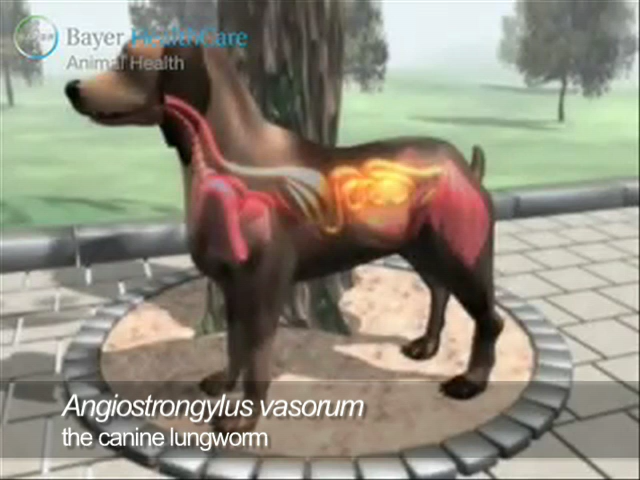 Bayer HealthCare
Animal Health
Angiostrongylus vasorum
the canine lungworm